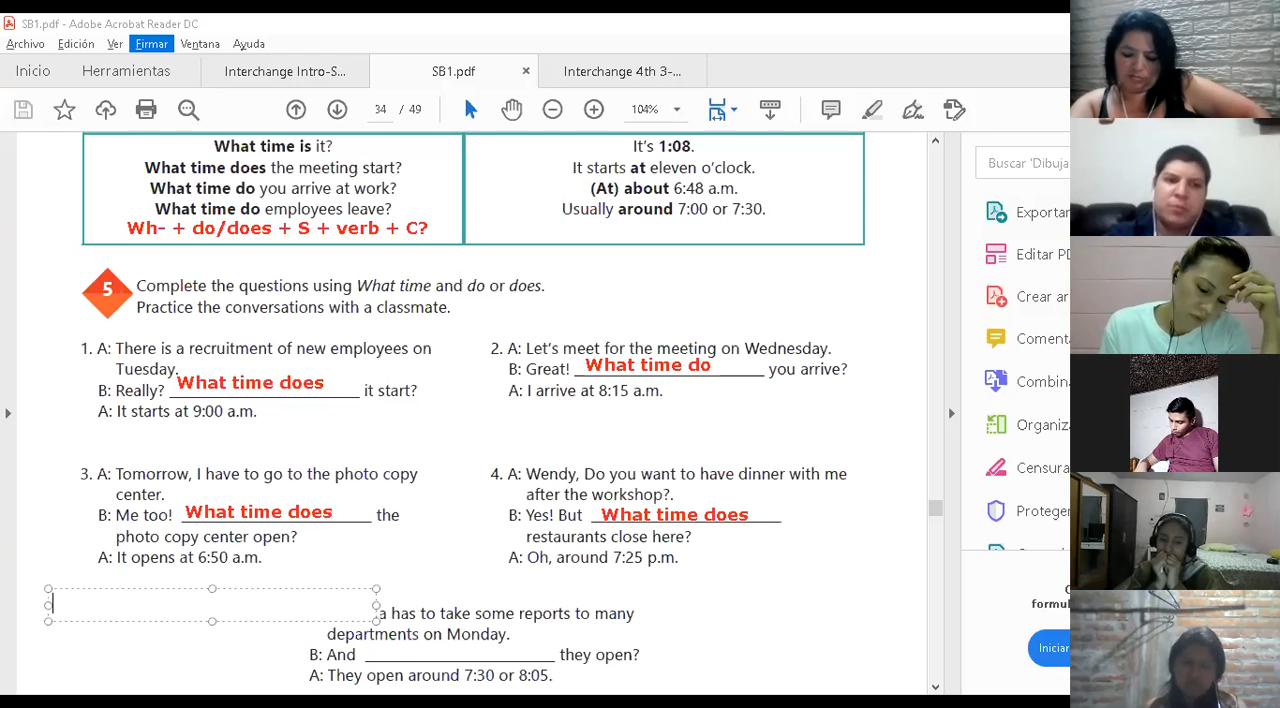 SB1.pdf - Adobe Acrobat Reader DC
Archivo Edición Ver Firmar Ventana Ayuda
Inicio Herramientas Interchange Intro-S... SB1.pdf × Interchange 4th 3-...
34 / 49 104%
What time is it? It's 1:08.
What time does the meeting start? It starts at eleven o'clock.
What time do you arrive at work? (At) about 6:48 a.m.
What time do employees leave? Usually around 7:00 or 7:30.
Wh- + do/does + S + verb + C?
5 Complete the questions using What time and do or does.
Practice the conversations with a classmate.
1. A: There is a recruitment of new employees on
Tuesday.
B: Really? What time does it start?
A: It starts at 9:00 a.m.
2. A: Let's meet for the meeting on Wednesday.
B: Great! What time do you arrive?
A: I arrive at 8:15 a.m.
3. A: Tomorrow, I have to go to the photo copy
center.
B: Me too! What time does the
photo copy center open?
A: It opens at 6:50 a.m.
4. A: Wendy, Do you want to have dinner with me
after the workshop?.
B: Yes! But What time does
restaurants close here?
A: Oh, around 7:25 p.m.
a has to take some reports to many
departments on Monday.
B: And ____ they open?
A: They open around 7:30 or 8:05.
Buscar 'Dibuja
Exportar
Editar PD
Crear ar
Comenta
Combin
Organiz
Censura
Proteger
formul
Iniciar